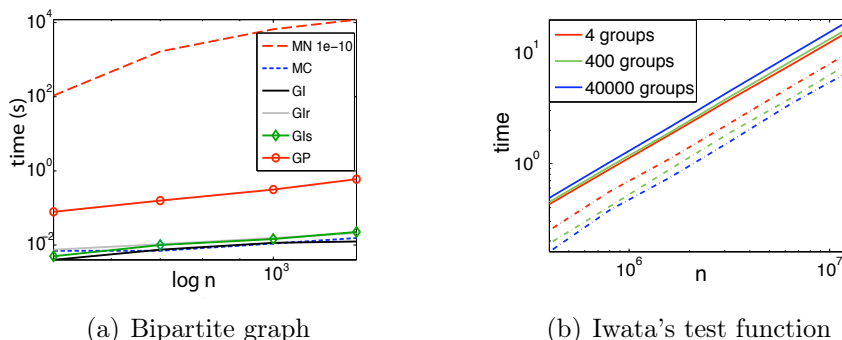 10^4
10^2
10^0
10^-2
time (s)
MN 1e-10
MC
GI
GIr
GIs
GP
log n
10^3
(a) Bipartite graph
10^1
10^0
time
4 groups
400 groups
40000 groups
10^6
n
10^7
(b) Iwata's test function